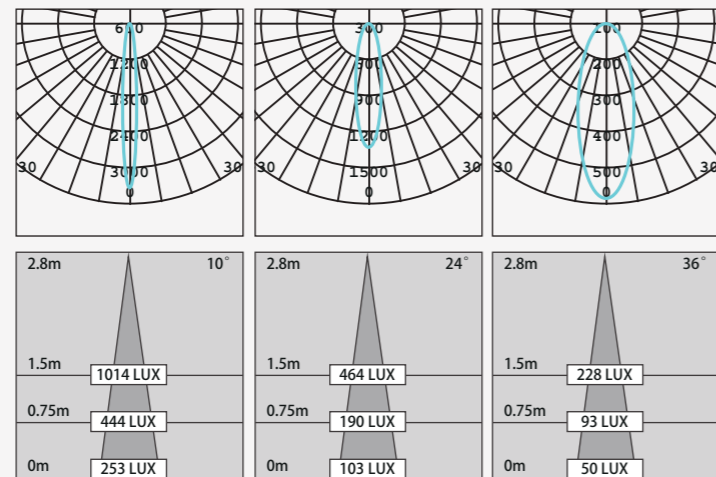 600 300 100
1200 600 200
1800 900 300
2400 1200 400
3000 1500 500
30 0 30 30 0 30 30 0 30
2.8m 10° 2.8m 24° 2.8m 36°
1.5m 1014 LUX 1.5m 464 LUX 1.5m 228 LUX
0.75m 444 LUX 0.75m 190 LUX 0.75m 93 LUX
0m 253 LUX 0m 103 LUX 0m 50 LUX